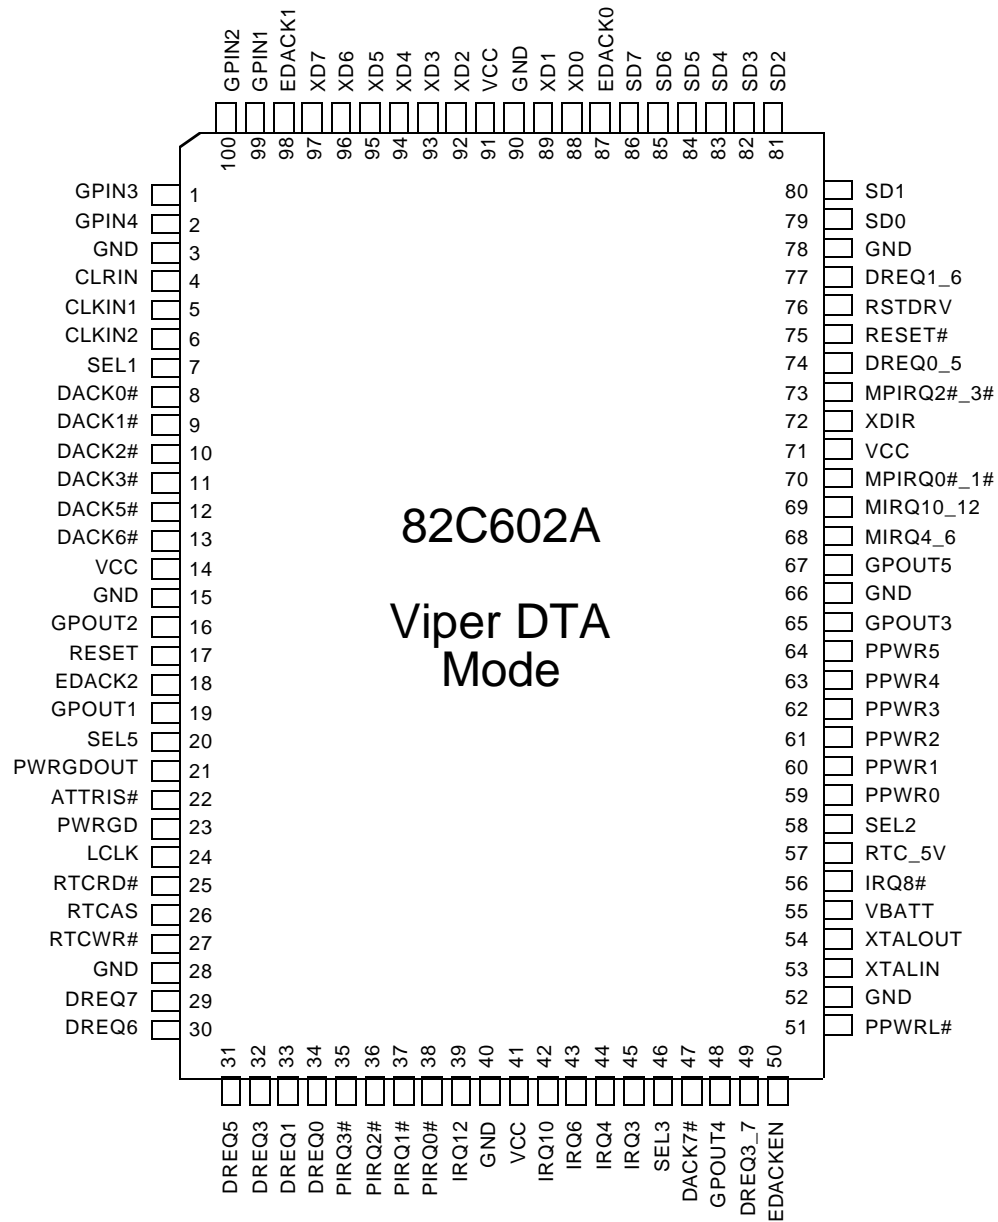 GPIN2 GPIN1 EDACK1 XD7 XD6 XD5 XD4 XD3 XD2 VCC GND XD1 XD0 EDACK0 SD7 SD6 SD5 SD4 SD3 SD2
100 99 98 97 96 95 94 93 92 91 90 89 88 87 86 85 84 83 82 81
GPIN3 1
GPIN4 2
GND 3
CLRIN 4
CLKIN1 5
CLKIN2 6
SEL1 7
DACK0# 8
DACK1# 9
DACK2# 10
DACK3# 11
DACK5# 12
DACK6# 13
VCC 14
GND 15
GPOUT2 16
RESET 17
EDACK2 18
GPOUT1 19
SEL5 20
PWRGDOUT 21
ATTRIS# 22
PWRGD 23
LCLK 24
RTCRD# 25
RTCAS 26
RTCWR# 27
GND 28
DREQ7 29
DREQ6 30
82C602A
Viper DTA
Mode
80 SD1
79 SD0
78 GND
77 DREQ1_6
76 RSTDRV
75 RESET#
74 DREQ0_5
73 MPIRQ2#_3#
72 XDIR
71 VCC
70 MPIRQ0#_1#
69 MIRQ10_12
68 MIRQ4_6
67 GPOUT5
66 GND
65 GPOUT3
64 PPWR5
63 PPWR4
62 PPWR3
61 PPWR2
60 PPWR1
59 PPWR0
58 SEL2
57 RTC_5V
56 IRQ8#
55 VBATT
54 XTALOUT
53 XTALIN
52 GND
51 PPWRL#
31 32 33 34 35 36 37 38 39 40 41 42 43 44 45 46 47 48 49 50
DREQ5 DREQ3 DREQ1 DREQ0 PIRQ3# PIRQ2# PIRQ1# PIRQ0# IRQ12 GND VCC IRQ10 IRQ6 IRQ4 IRQ3 SEL3 DACK7# GPOUT4 DREQ3_7 EDACKEN